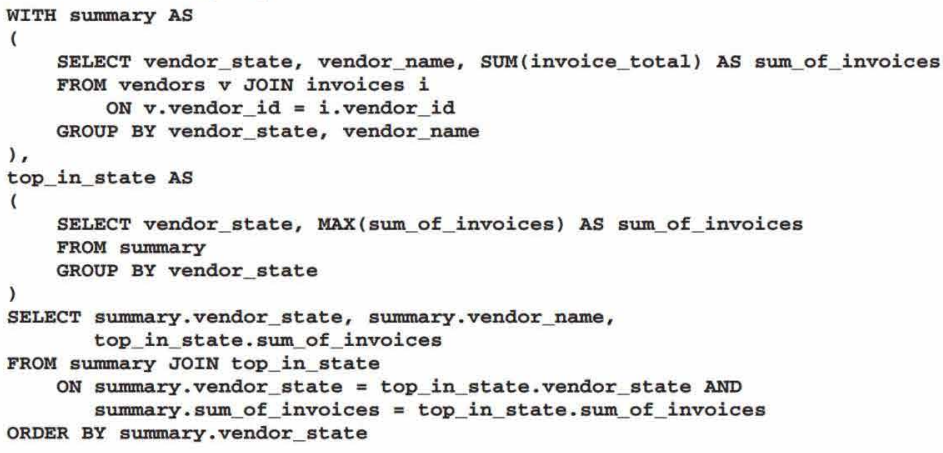 WITH summary AS
(
    SELECT vendor_state, vendor_name, SUM(invoice_total) AS sum_of_invoices
    FROM vendors v JOIN invoices i
        ON v.vendor_id = i.vendor_id
    GROUP BY vendor_state, vendor_name
),
top_in_state AS
(
    SELECT vendor_state, MAX(sum_of_invoices) AS sum_of_invoices
    FROM summary
    GROUP BY vendor_state
)
SELECT summary.vendor_state, summary.vendor_name,
       top_in_state.sum_of_invoices
FROM summary JOIN top_in_state
    ON summary.vendor_state = top_in_state.vendor_state AND
       summary.sum_of_invoices = top_in_state.sum_of_invoices
ORDER BY summary.vendor_state